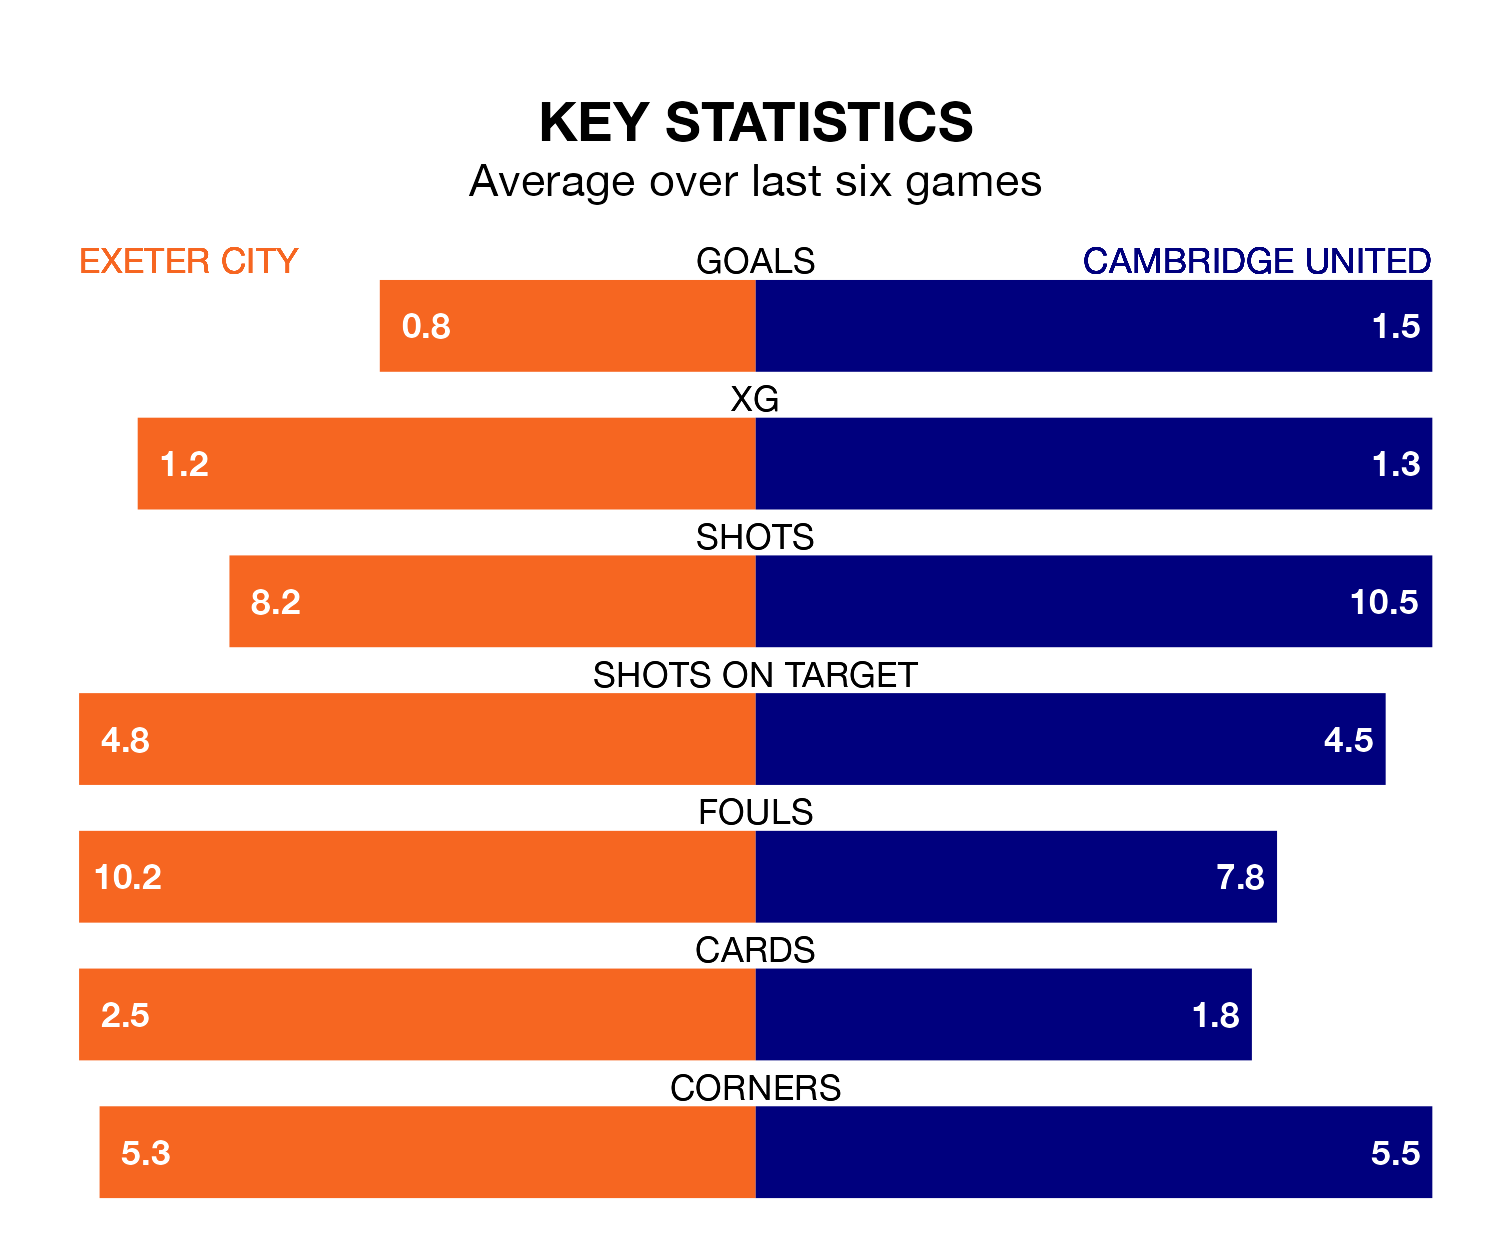 KEY STATISTICS
Average over last six games
EXETER CITY GOALS CAMBRIDGE UNITED
0.8 1.5
XG
1.2 1.3
SHOTS
8.2 10.5
SHOTS ON TARGET
4.8 4.5
FOULS
10.2 7.8
CARDS
2.5 1.8
CORNERS
5.3 5.5